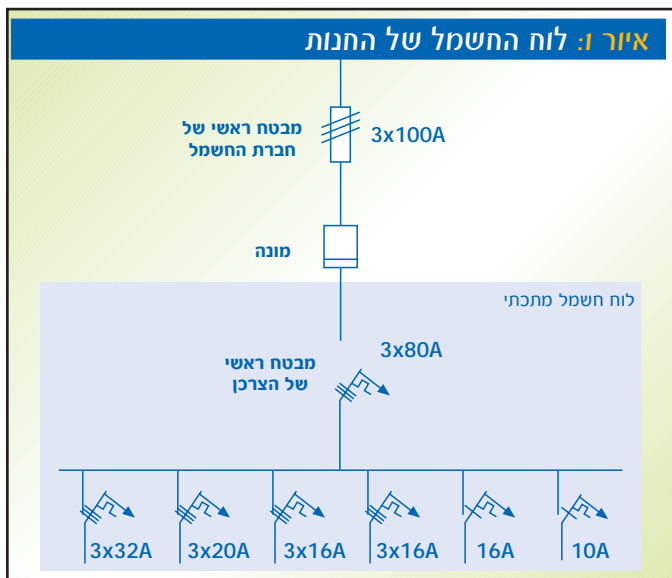 איור 1: לוח החשמל של החנות
מבטח ראשי של
חברת החשמל
3x100A
מונה
לוח חשמל מתכתי
3x80A
מבטח ראשי
של הצרכן
3x32A
3x20A
3x16A
3x16A
16A
10A